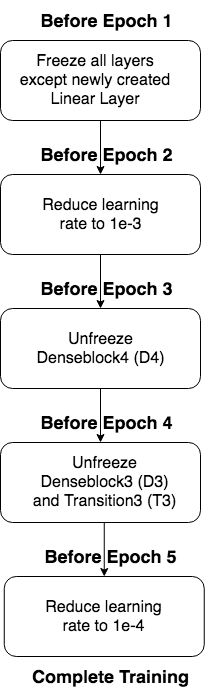 Before Epoch 1
Freeze all layers
except newly created
Linear Layer
Before Epoch 2
Reduce learning
rate to 1e-3
Before Epoch 3
Unfreeze
Denseblock4 (D4)
Before Epoch 4
Unfreeze
Denseblock3 (D3)
and Transition3 (T3)
Before Epoch 5
Reduce learning
rate to 1e-4
Complete Training